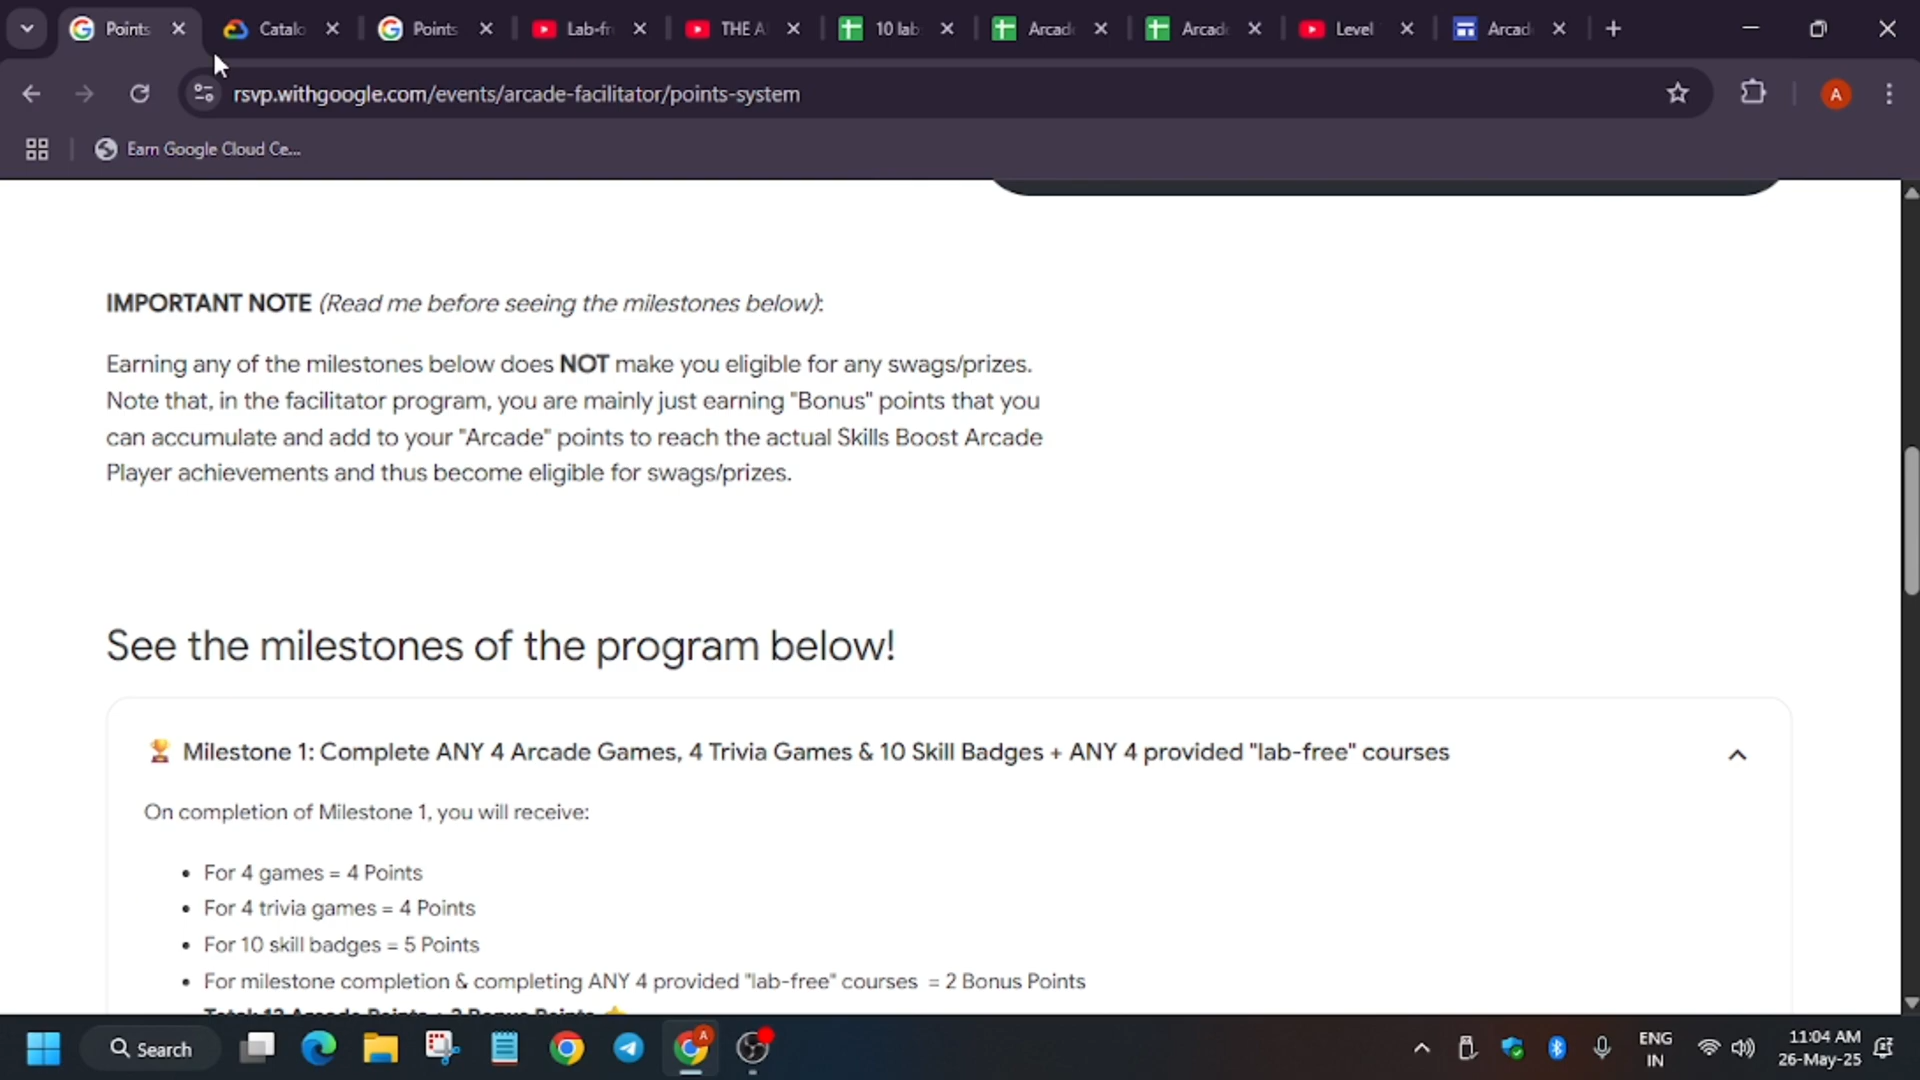 Points
Catalo
Points
Lab-fr
THE A
10 lab
Arcad
Arcad
Level
Arcad
rsvp.withgoogle.com/events/arcade-facilitator/points-system
A
Earn Google Cloud Ce...
IMPORTANT NOTE (Read me before seeing the milestones below):
Earning any of the milestones below does NOT make you eligible for any swags/prizes.
Note that, in the facilitator program, you are mainly just earning "Bonus" points that you
can accumulate and add to your "Arcade" points to reach the actual Skills Boost Arcade
Player achievements and thus become eligible for swags/prizes.
See the milestones of the program below!
Milestone 1: Complete ANY 4 Arcade Games, 4 Trivia Games & 10 Skill Badges + ANY 4 provided "lab-free" courses
On completion of Milestone 1, you will receive:
• For 4 games = 4 Points
• For 4 trivia games = 4 Points
• For 10 skill badges = 5 Points
• For milestone completion & completing ANY 4 provided "lab-free" courses = 2 Bonus Points
Search
A
ENG
IN
11:04 AM
26-May-25